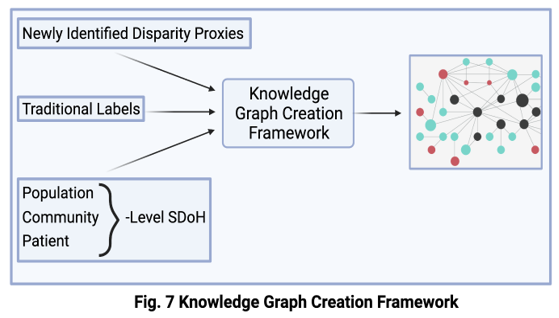 Newly Identified Disparity Proxies
Traditional Labels
Knowledge
Graph Creation
Framework
Population
Community
Patient
-Level SDoH
Fig. 7 Knowledge Graph Creation Framework